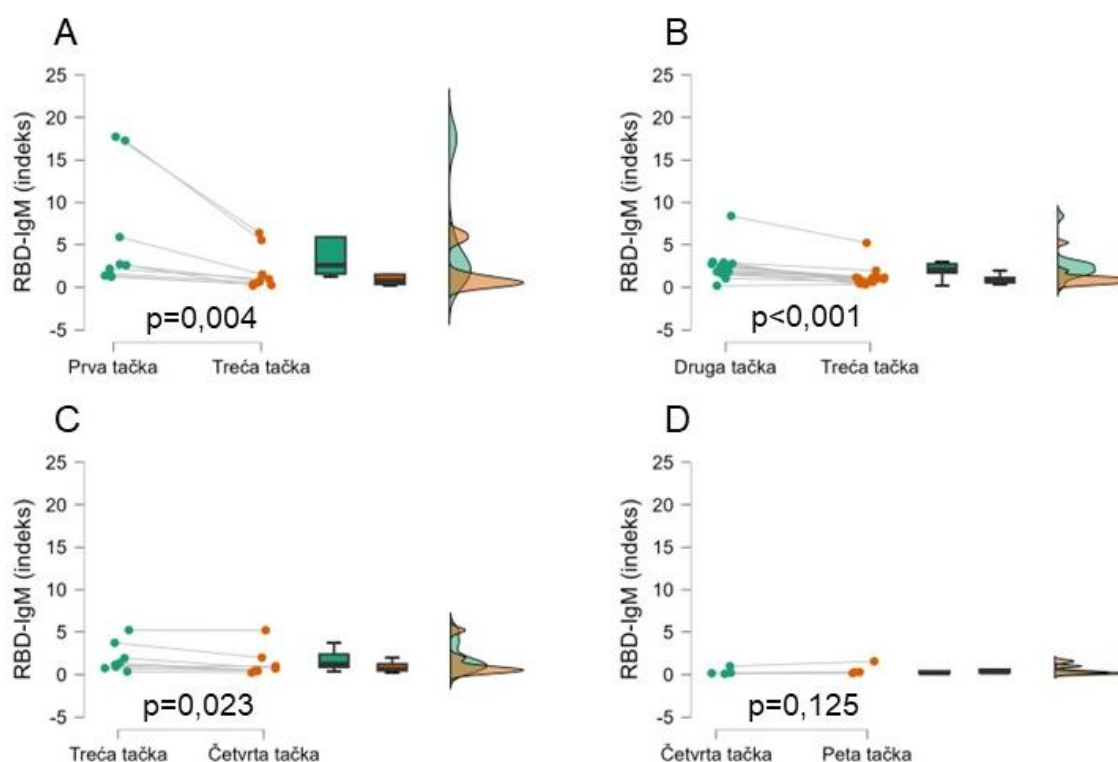 A
RBD-IgM (indeks)
25
20
15
10
5
0
-5
p=0,004
Prva tačka
Treća tačka
B
RBD-IgM (indeks)
25
20
15
10
5
0
-5
p<0,001
Druga tačka
Treća tačka
C
RBD-IgM (indeks)
25
20
15
10
5
0
-5
p=0,023
Treća tačka
Četvrta tačka
D
RBD-IgM (indeks)
25
20
15
10
5
0
-5
p=0,125
Četvrta tačka
Peta tačka